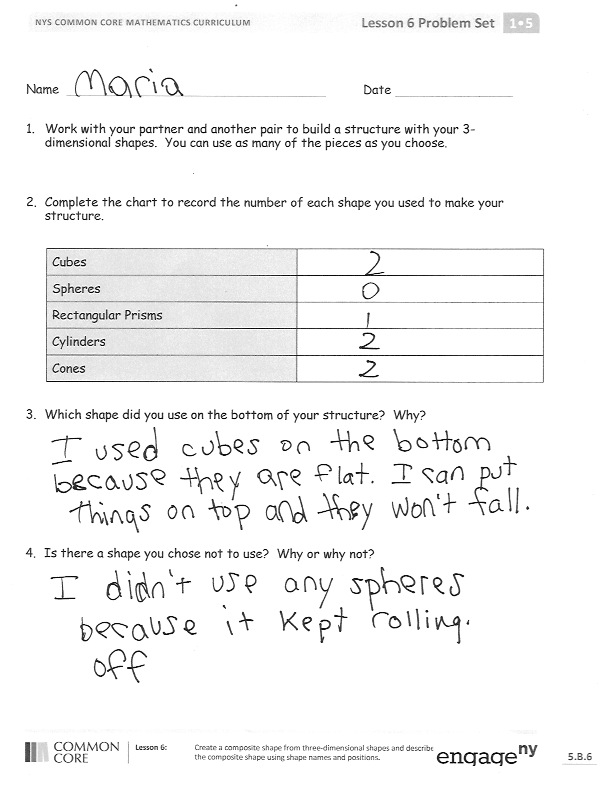 NYS COMMON CORE MATHEMATICS CURRICULUM Lesson 6 Problem Set 1•5
Name Maria Date
1. Work with your partner and another pair to build a structure with your 3-
dimensional shapes. You can use as many of the pieces as you choose.
2. Complete the chart to record the number of each shape you used to make your
structure.
Cubes 2
Spheres 0
Rectangular Prisms 1
Cylinders 2
Cones 2
3. Which shape did you use on the bottom of your structure? Why?
I used cubes on the bottom
because they are flat. I can put
things on top and they won't fall.
4. Is there a shape you chose not to use? Why or why not?
I didn't use any spheres
because it kept rolling.
off
COMMON
CORE
Lesson 6:
Create a composite shape from three-dimensional shapes and describe
the composite shape using shape names and positions.
engage ny
5.B.6